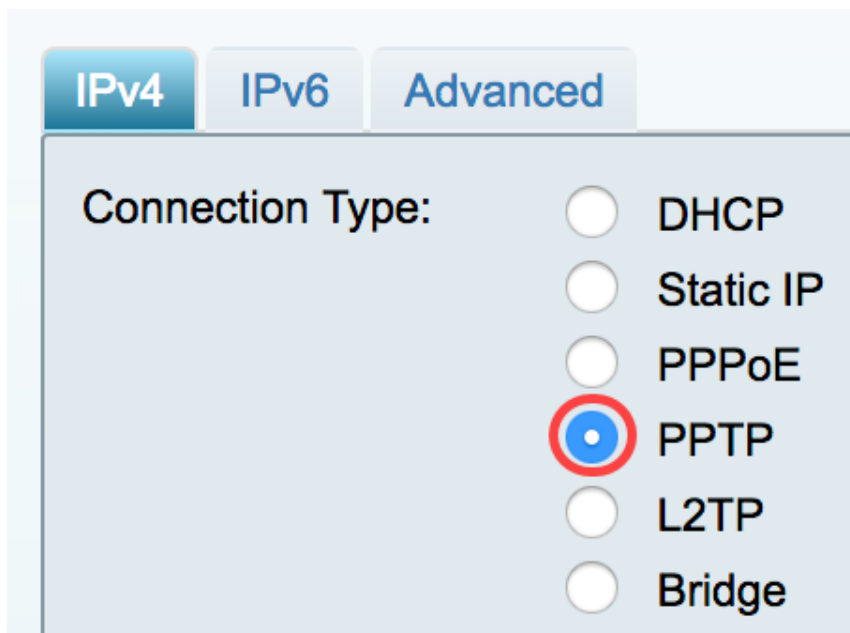 IPv4 IPv6 Advanced
Connection Type: DHCP
Static IP
PPPoE
PPTP
L2TP
Bridge